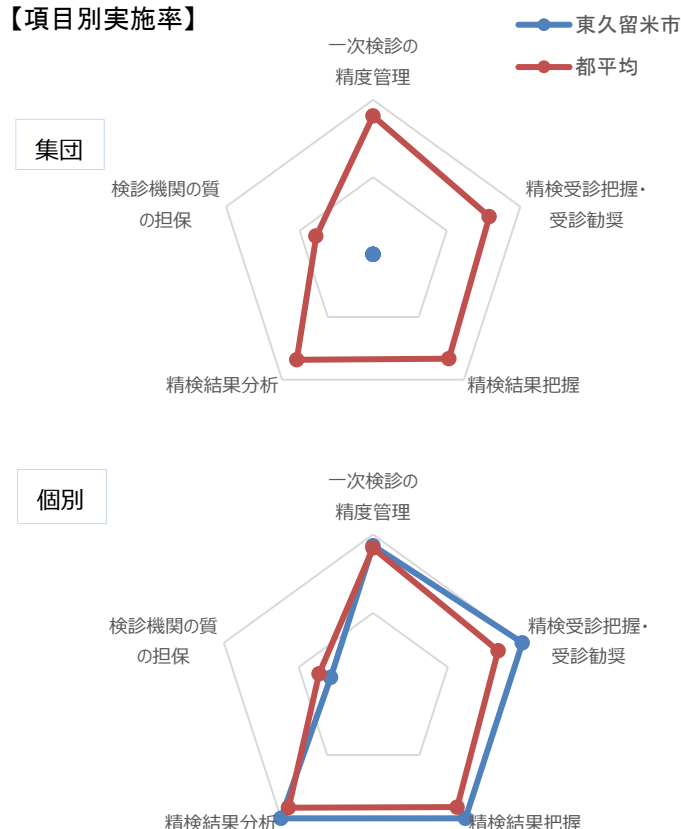 【項目別実施率】
東久留米市
都平均
集団
一次検診の
精度管理
精検受診把握・
受診勧奨
精検結果把握
精検結果分析
検診機関の質
の担保
個別
一次検診の
精度管理
精検受診把握・
受診勧奨
精検結果把握
精検結果分析
検診機関の質
の担保